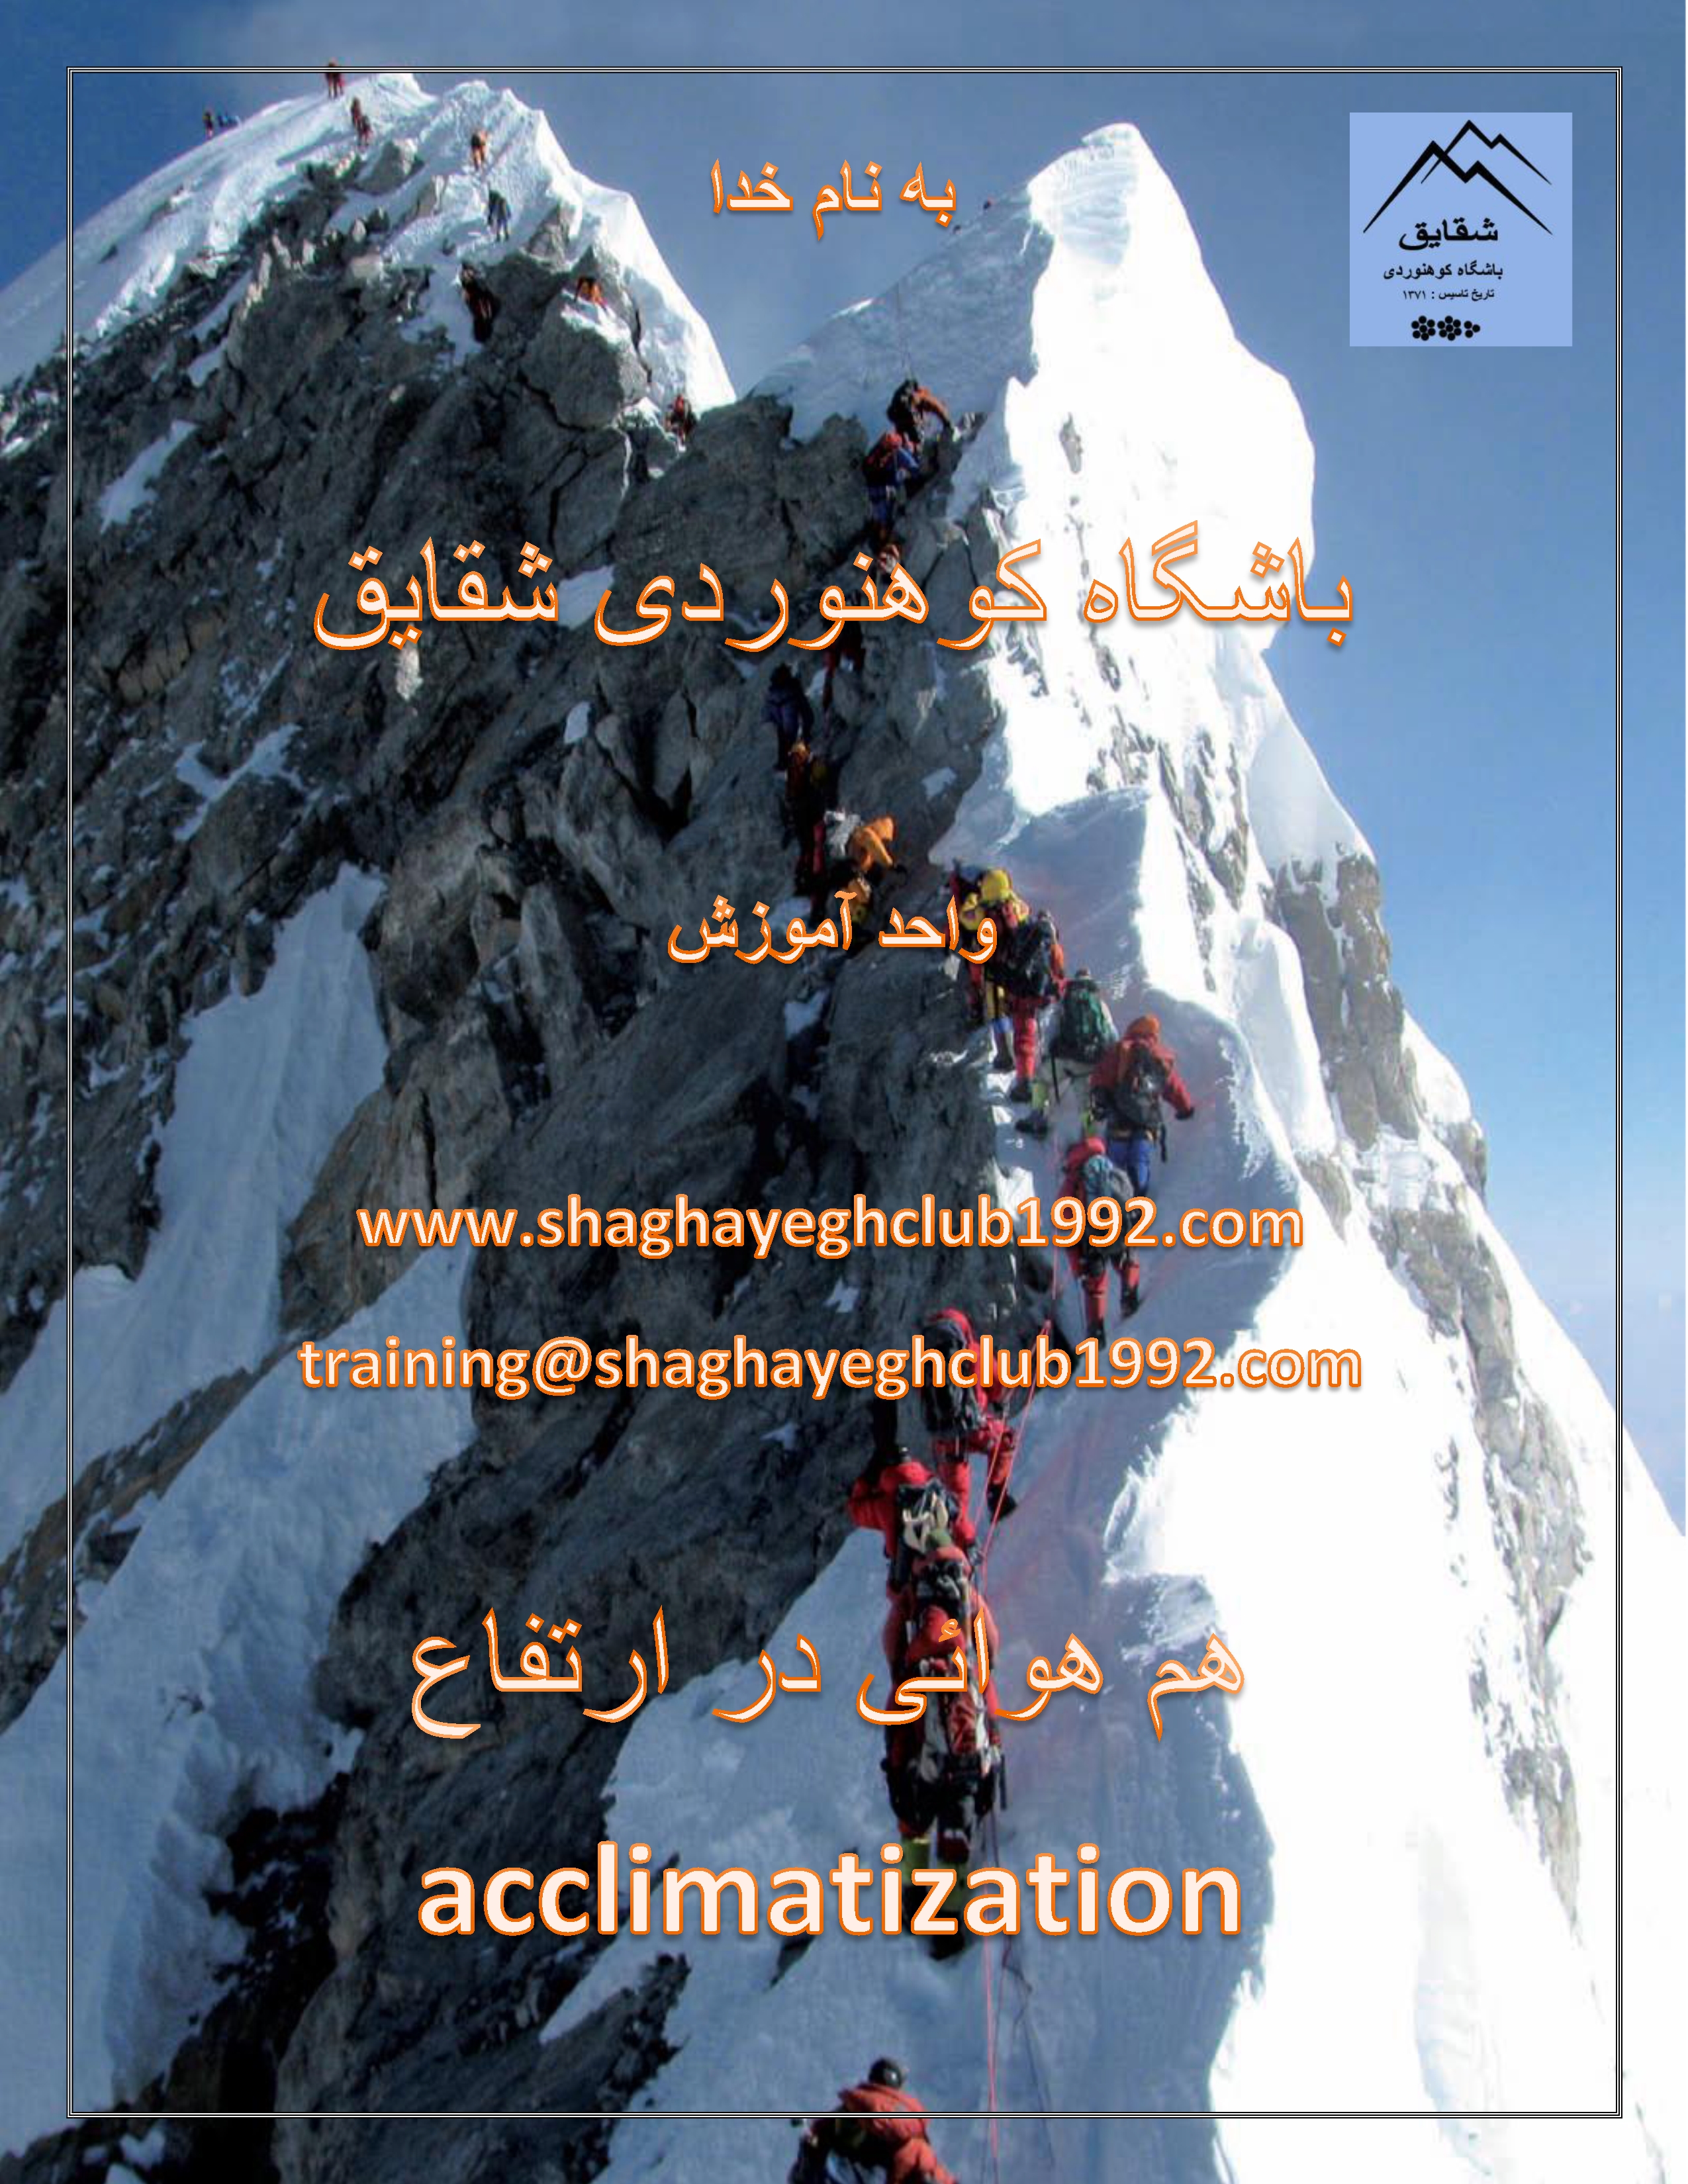 به نام خدا
شقایق
باشگاه کوهنوردی
تاریخ تاسیس : ۱۳۷۱
باشگاه کوهنوردی شقایق
واحد آموزش
www.shaghayeghclub1992.com
training@shaghayeghclub1992.com
هم هوائی در ارتفاع
acclimatization